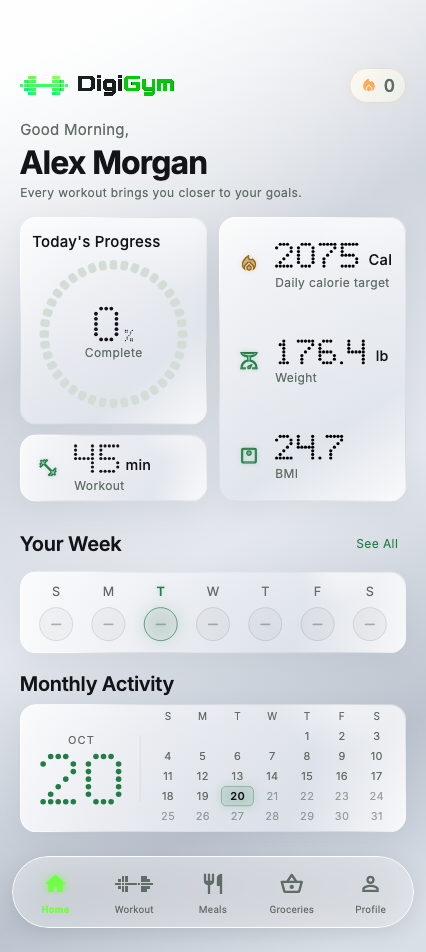 DigiGym
0
Good Morning,
Alex Morgan
Every workout brings you closer to your goals.
Today's Progress
0%
Complete
45 min
Workout
2075 Cal
Daily calorie target
176.4 lb
Weight
24.7
BMI
Your Week
See All
S M T W T F S
Monthly Activity
OCT
20
S M T W T F S
1 2 3
4 5 6 7 8 9 10
11 12 13 14 15 16 17
18 19 20 21 22 23 24
25 26 27 28 29 30 31
Home Workout Meals Groceries Profile